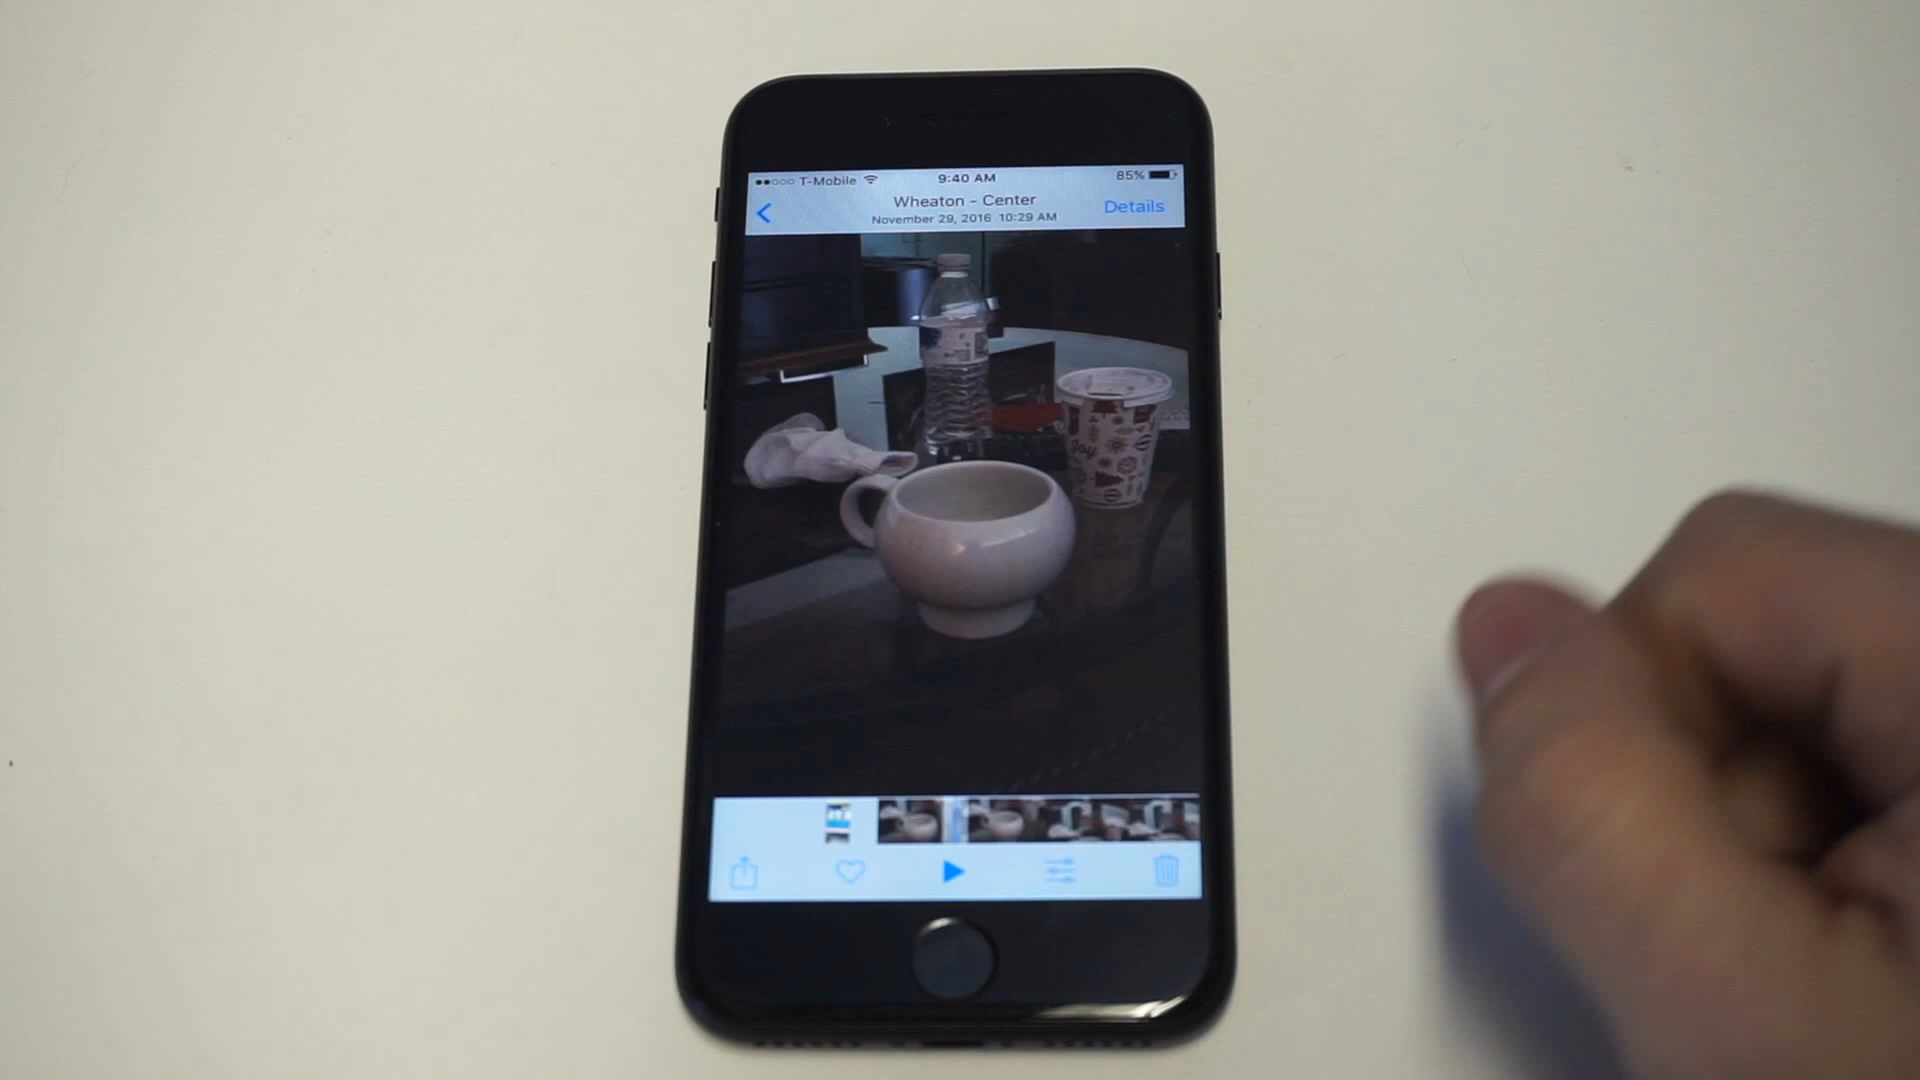 T-Mobile 9:40 AM 85%
Wheaton - Center
November 29, 2016 10:29 AM
Details
joy